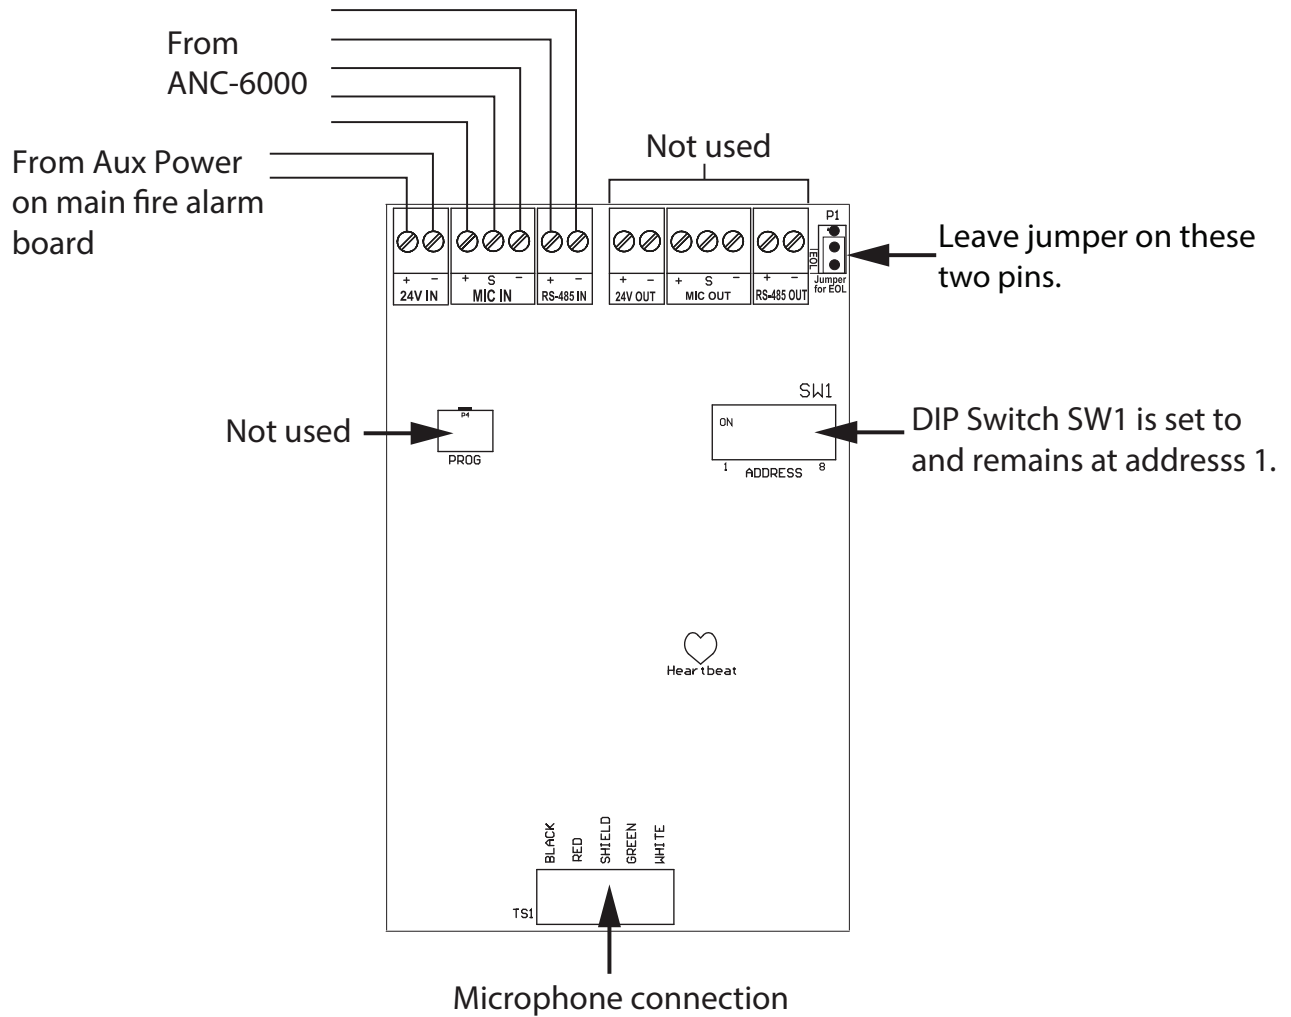 From
ANC-6000
From Aux Power
on main fire alarm
board
Not used
P1
+ − + S − + − + − + S − + −
24V IN MIC IN RS-485 IN 24V OUT MIC OUT RS-485 OUT
IEOL
Jumper
for EOL
Leave jumper on these
two pins.
Not used
P4
PROG
SW1
ON
1 ADDRESS 8
DIP Switch SW1 is set to
and remains at addresss 1.
Heartbeat
BLACK
RED
SHIELD
GREEN
WHITE
TS1
Microphone connection